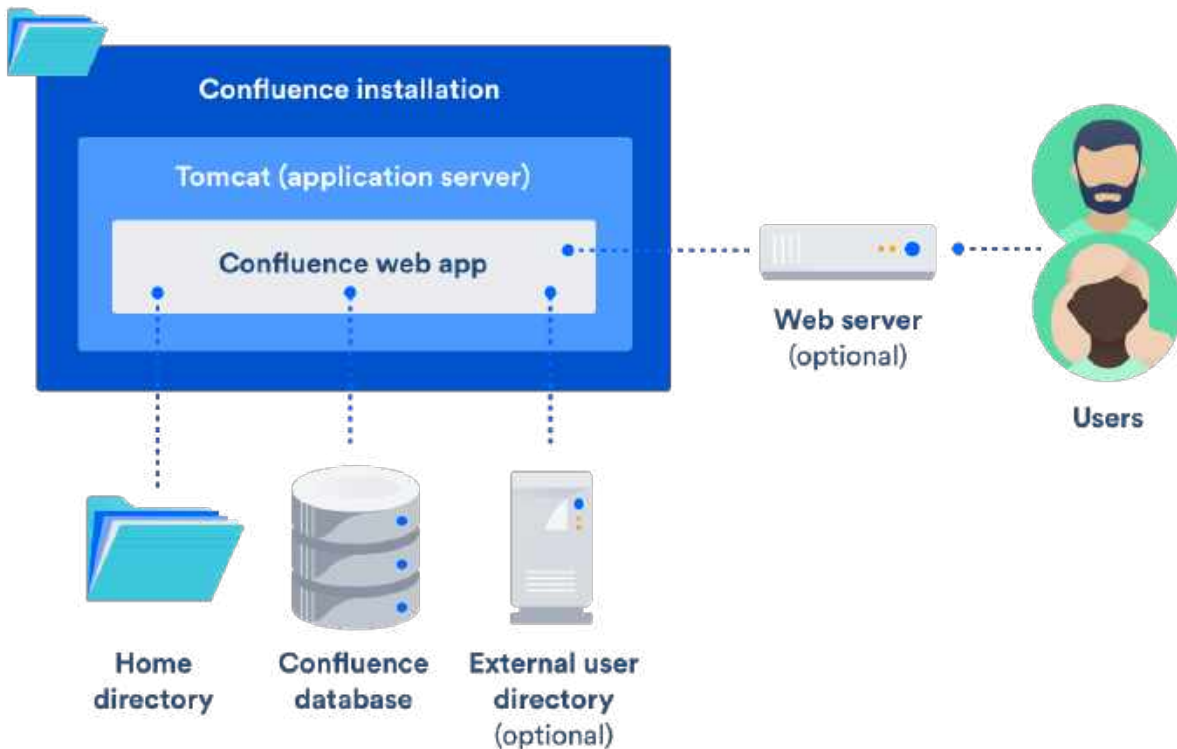 Confluence installation
Tomcat (application server)
Confluence web app
Web server
(optional)
Users
Home
directory
Confluence
database
External user
directory
(optional)